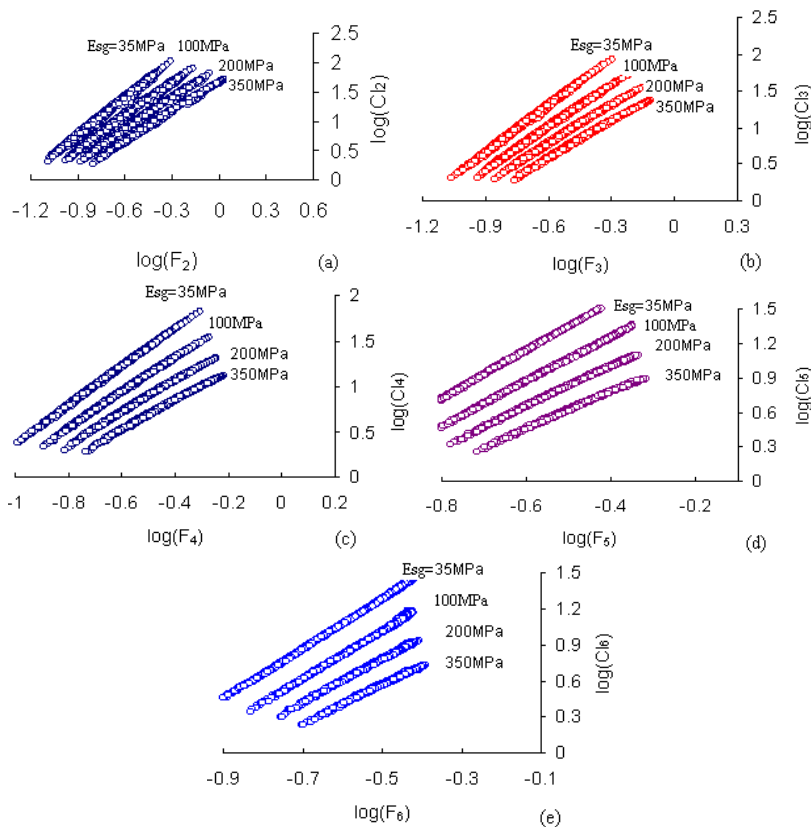 Esg=35MPa 100MPa
200MPa
350MPa
2.5
2
1.5
1
0.5
0
log(Cl₂)
-1.2 -0.9 -0.6 -0.3 0 0.3 0.6
log(F₂)
(a)
Esg=35MPa
100MPa
200MPa
350MPa
2.5
2
1.5
1
0.5
0
log(Cl₃)
-1.2 -0.9 -0.6 -0.3 0 0.3
log(F₃)
(b)
Esg=35MPa
100MPa
200MPa
350MPa
2
1.5
1
0.5
0
log(Cl₄)
-1 -0.8 -0.6 -0.4 -0.2 0 0.2
log(F₄)
(c)
Esg=35MPa
100MPa
200MPa
350MPa
1.5
1.2
0.9
0.6
0.3
0
log(Cl₅)
-0.8 -0.6 -0.4 -0.2
log(F₅)
(d)
Esg=35MPa
100MPa
200MPa
350MPa
1.5
1.2
0.9
0.6
0.3
0
log(Cl₆)
-0.9 -0.7 -0.5 -0.3 -0.1
log(F₆)
(e)